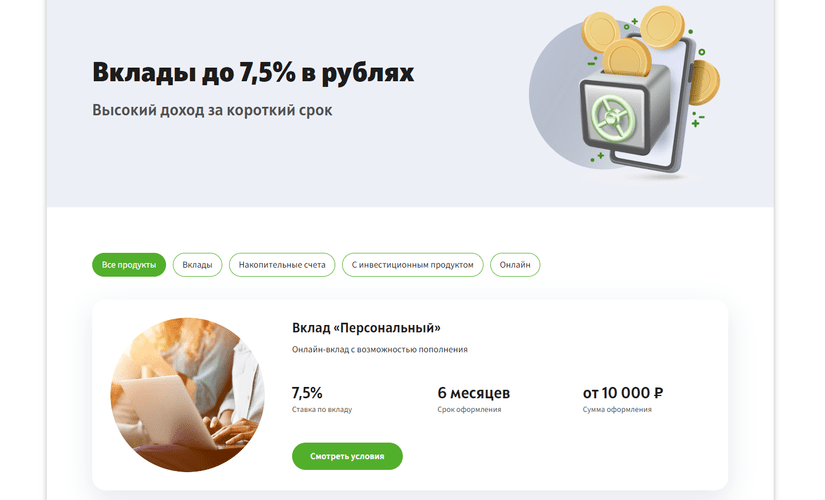 Вклады до 7,5% в рублях
Высокий доход за короткий срок
Все продукты
Вклады
Накопительные счета
С инвестиционным продуктом
Онлайн
Вклад «Персональный»
Онлайн-вклад с возможностью пополнения
7,5%
6 месяцев
от 10 000 ₽
Ставка по вкладу
Срок оформления
Сумма оформления
Смотреть условия